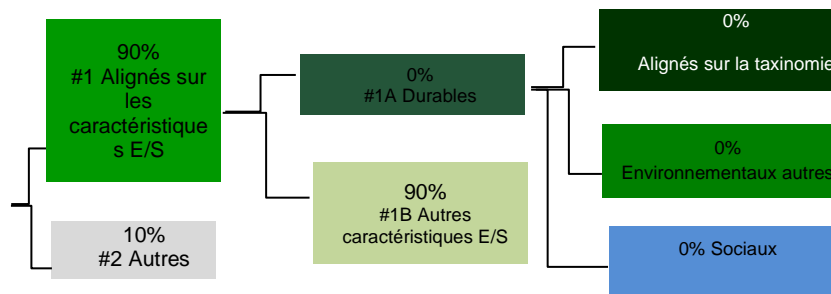 90%
#1 Alignés sur
les
caractéristique
s E/S
10%
#2 Autres
0%
#1A Durables
90%
#1B Autres
caractéristiques E/S
0%
Alignés sur la taxinomie
0%
Environnementaux autres
0% Sociaux